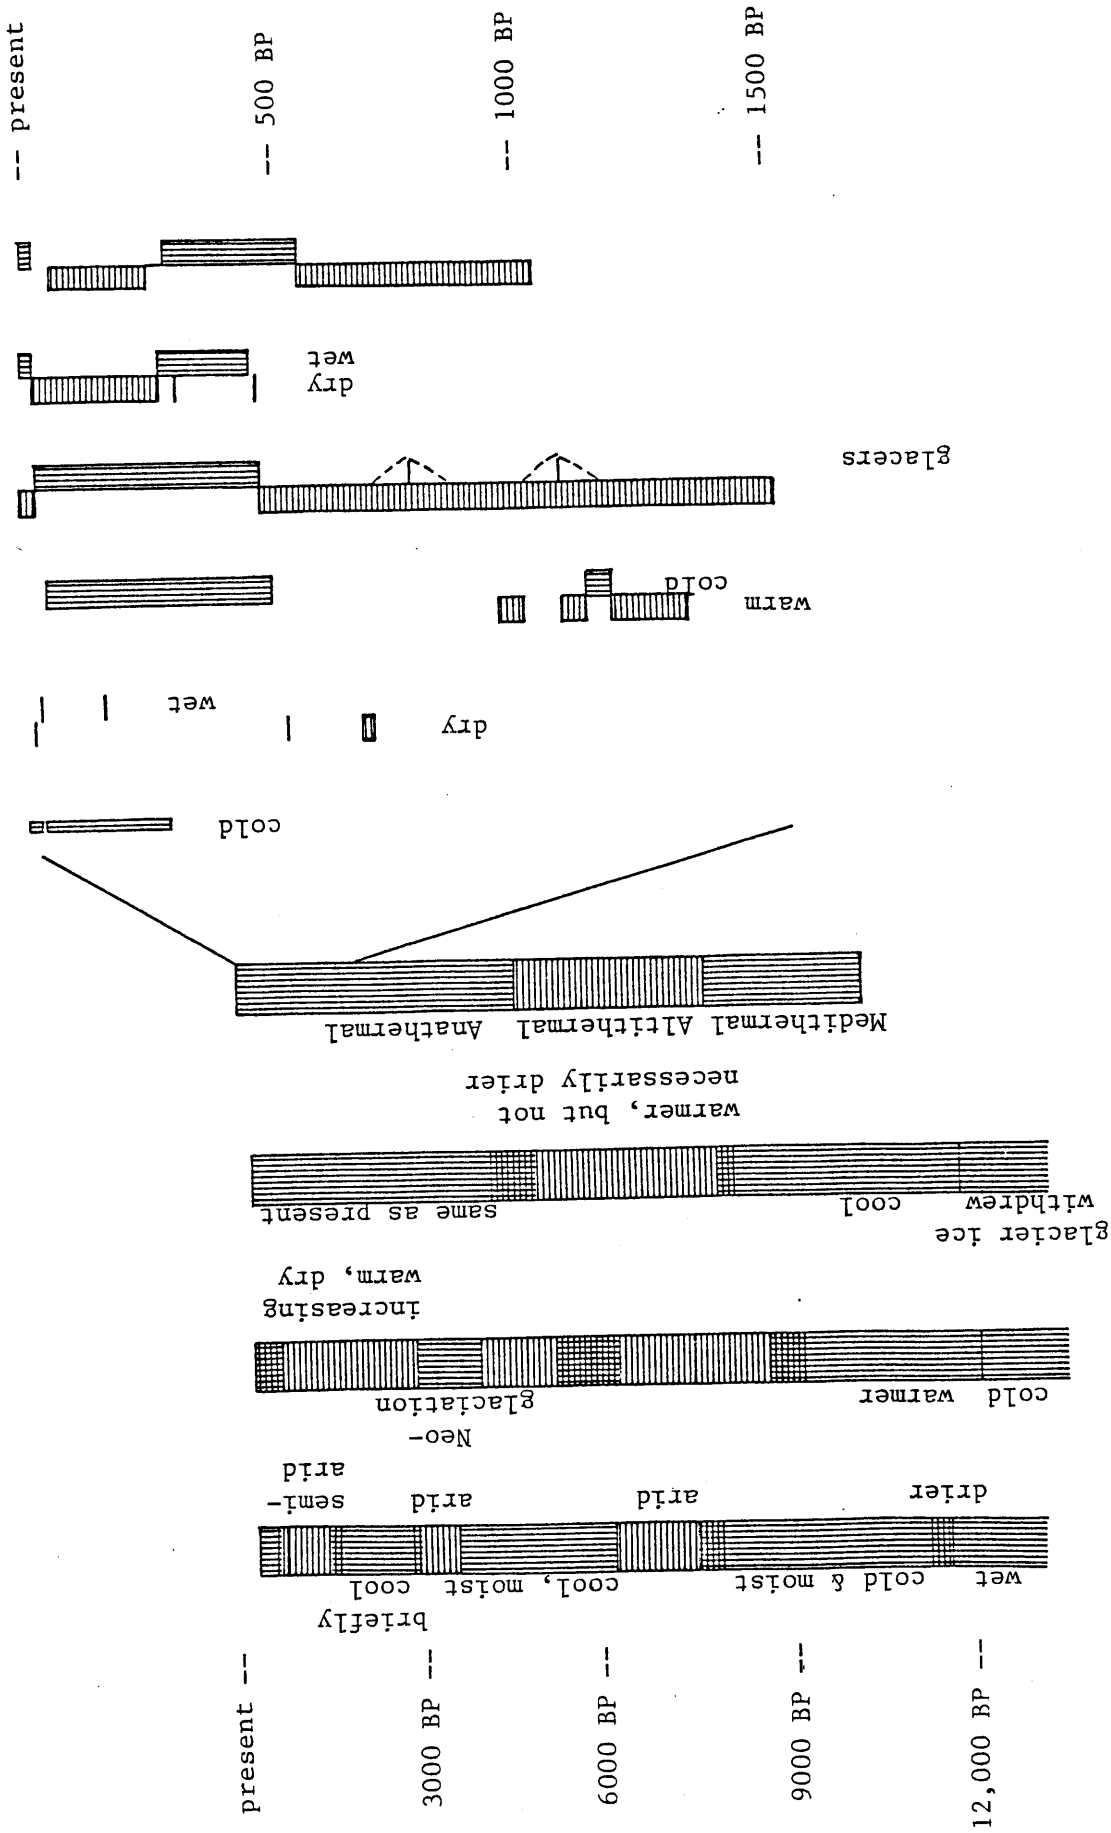 -- present
-- 500 BP
-- 1000 BP
-- 1500 BP
wet
dry
glacers
cold
warm
wet
dry
cold
Anathermal
Altithermal
Medithermal
warmer, but not
necessarily drier
same as present
cool
glacier ice
withdrew
increasing
warm, dry
Neo-
glaciation
warmer
cold
semi-
arid
arid
arid
drier
briefly
cool
cool, moist
cold & moist
wet
present --
3000 BP --
6000 BP --
9000 BP --
12,000 BP --